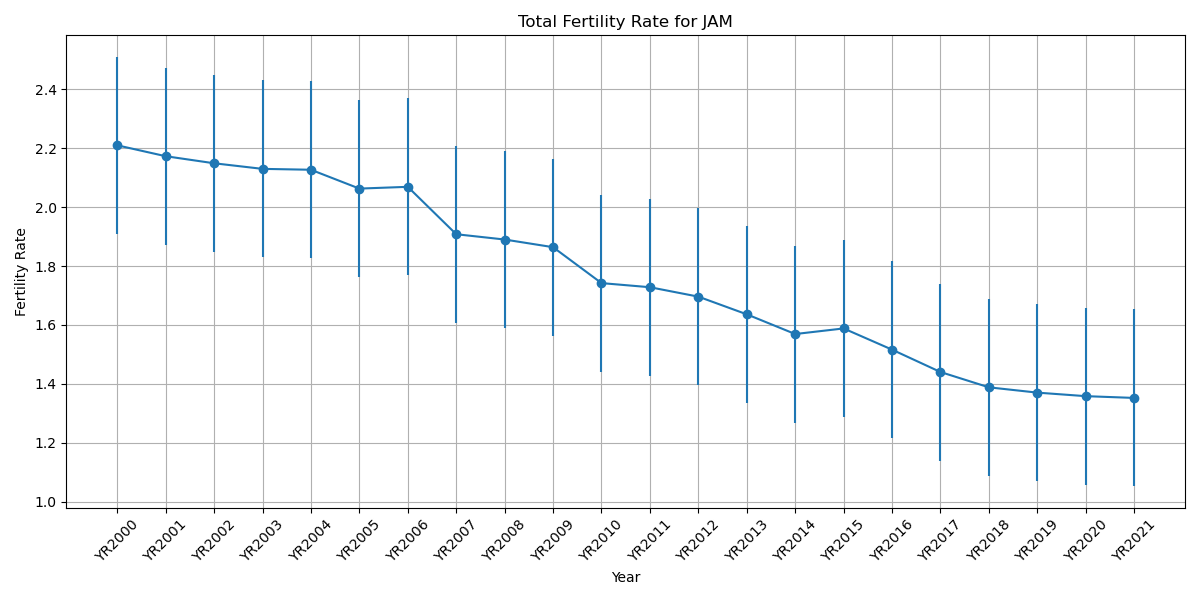 Total Fertility Rate for JAM
Fertility Rate
2.4
2.2
2.0
1.8
1.6
1.4
1.2
1.0
YR2000
YR2001
YR2002
YR2003
YR2004
YR2005
YR2006
YR2007
YR2008
YR2009
YR2010
YR2011
YR2012
YR2013
YR2014
YR2015
YR2016
YR2017
YR2018
YR2019
YR2020
YR2021
Year